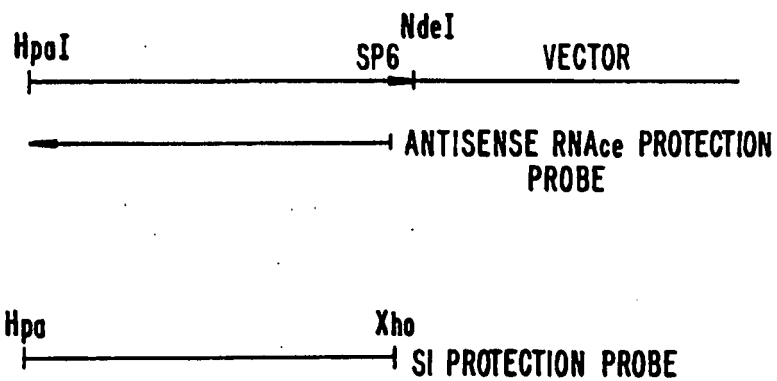 NdeI
HpaI
SP6
VECTOR
ANTISENSE RNAce PROTECTION
PROBE
Hpa
Xho
SI PROTECTION PROBE